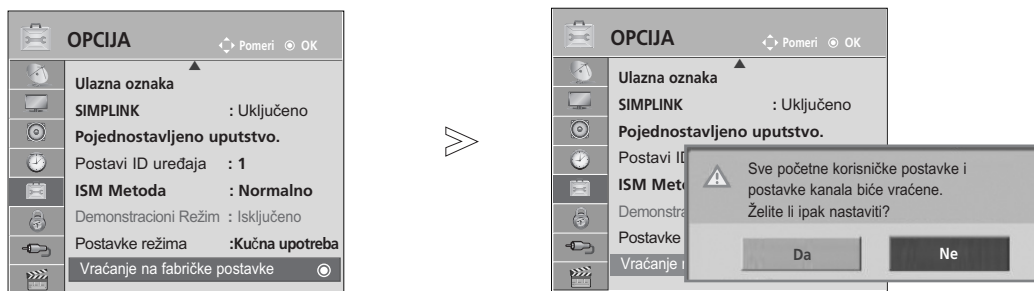 OPCIJA
Pomeri OK
Ulazna oznaka
SIMPLINK : Uključeno
Pojednostavljeno uputstvo.
Postavi ID uređaja : 1
ISM Metoda : Normalno
Demonstracioni Režim : Isključeno
Postavke režima :Kućna upotreba
Vraćanje na fabričke postavke
OPCIJA
Pomeri OK
Ulazna oznaka
SIMPLINK : Uključeno
Pojednostavljeno uputstvo.
Postavi ID
ISM Meto
Demonstra
Postavke
Vraćanje
Sve početne korisničke postavke i
postavke kanala biće vraćene.
Želite li ipak nastaviti?
Da
Ne